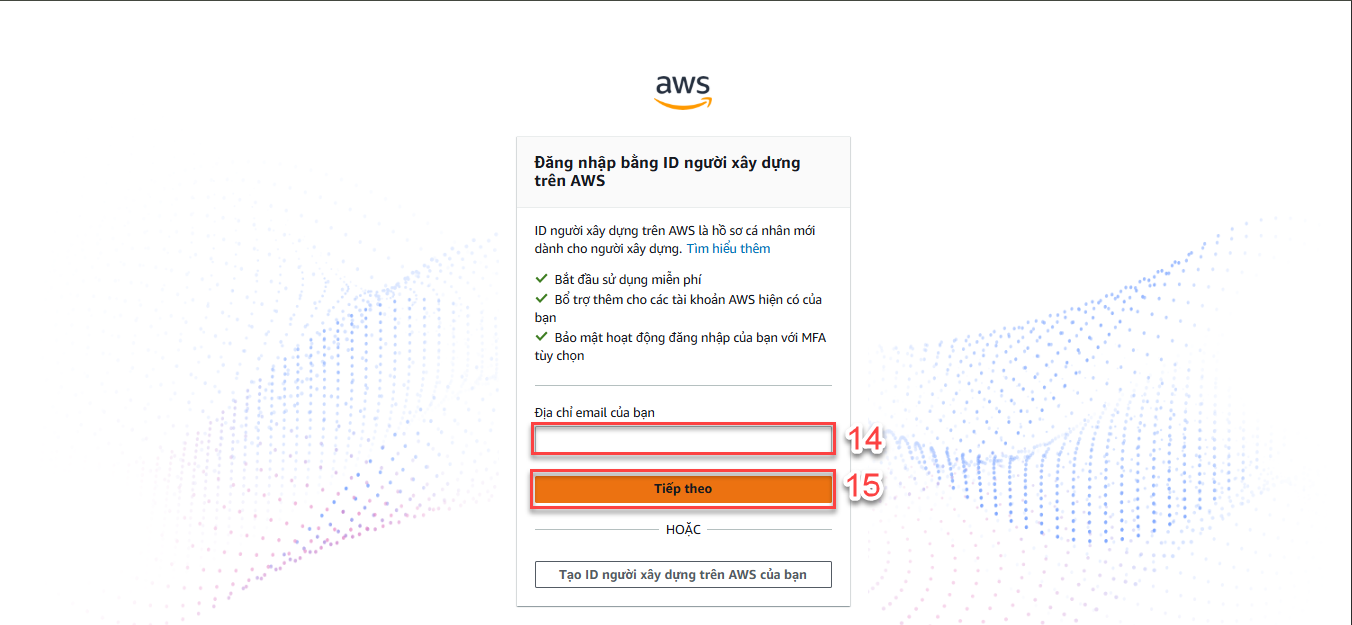 aws
Đăng nhập bằng ID người xây dựng
trên AWS
ID người xây dựng trên AWS là hồ sơ cá nhân mới
dành cho người xây dựng. Tìm hiểu thêm
Bắt đầu sử dụng miễn phí
Bổ trợ thêm cho các tài khoản AWS hiện có của
bạn
Bảo mật hoạt động đăng nhập của bạn với MFA
tùy chọn
Địa chỉ email của bạn
14
Tiếp theo 15
HOẶC
Tạo ID người xây dựng trên AWS của bạn